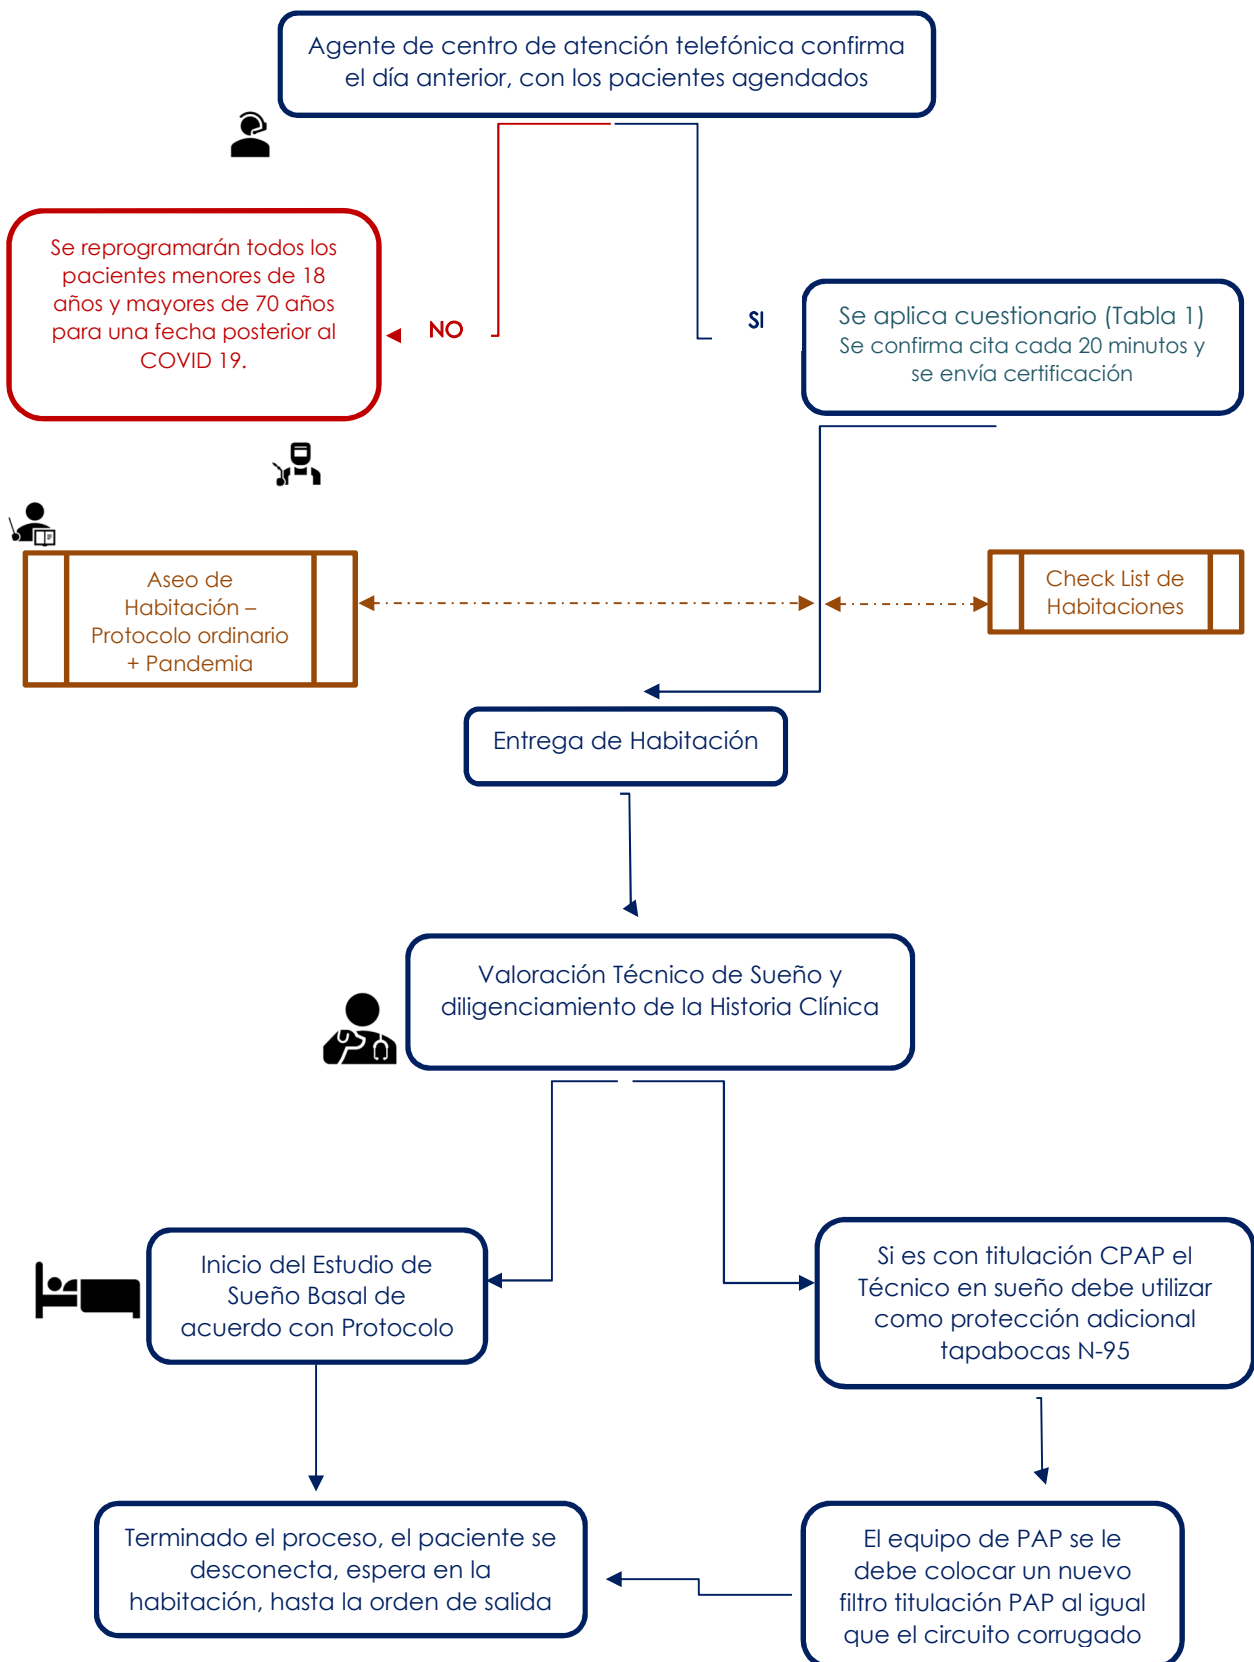 Agente de centro de atención telefónica confirma
el día anterior, con los pacientes agendados
Se reprogramarán todos los
pacientes menores de 18
años y mayores de 70 años
para una fecha posterior al
COVID 19.
NO
SI
Se aplica cuestionario (Tabla 1)
Se confirma cita cada 20 minutos y
se envía certificación
Aseo de
Habitación –
Protocolo ordinario
+ Pandemia
Check List de
Habitaciones
Entrega de Habitación
Valoración Técnico de Sueño y
diligenciamiento de la Historia Clínica
Inicio del Estudio de
Sueño Basal de
acuerdo con Protocolo
Si es con titulación CPAP el
Técnico en sueño debe utilizar
como protección adicional
tapabocas N-95
Terminado el proceso, el paciente se
desconecta, espera en la
habitación, hasta la orden de salida
El equipo de PAP se le
debe colocar un nuevo
filtro titulación PAP al igual
que el circuito corrugado